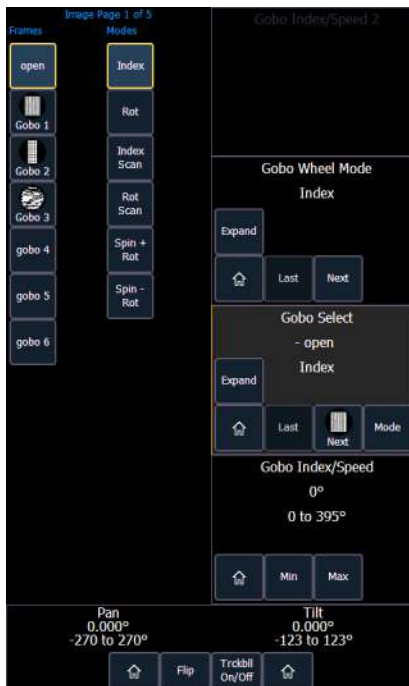 Image Page 1 of 5
Frames
Modes
Gobo Index/Speed 2
open
Index
Gobo 1
Rot
Gobo 2
Index
Scan
Gobo 3
Rot
Scan
gobo 4
Spin +
Rot
gobo 5
Spin -
Rot
gobo 6
Gobo Wheel Mode
Index
Expand
Last
Next
Gobo Select
- open
Index
Expand
Last
Next
Mode
Gobo Index/Speed
0°
0 to 395°
Min
Max
Pan
0.000°
-270 to 270°
Tilt
0.000°
-123 to 123°
Flip
Trckbll
On/Off